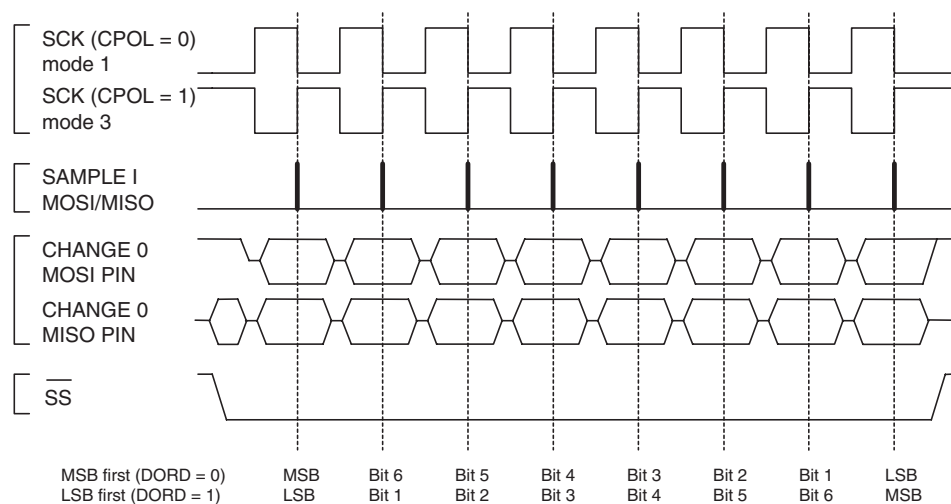 SCK (CPOL = 0)
mode 1
SCK (CPOL = 1)
mode 3
SAMPLE I
MOSI/MISO
CHANGE 0
MOSI PIN
CHANGE 0
MISO PIN
SS
MSB first (DORD = 0) MSB Bit 6 Bit 5 Bit 4 Bit 3 Bit 2 Bit 1 LSB
LSB first (DORD = 1) LSB Bit 1 Bit 2 Bit 3 Bit 4 Bit 5 Bit 6 MSB